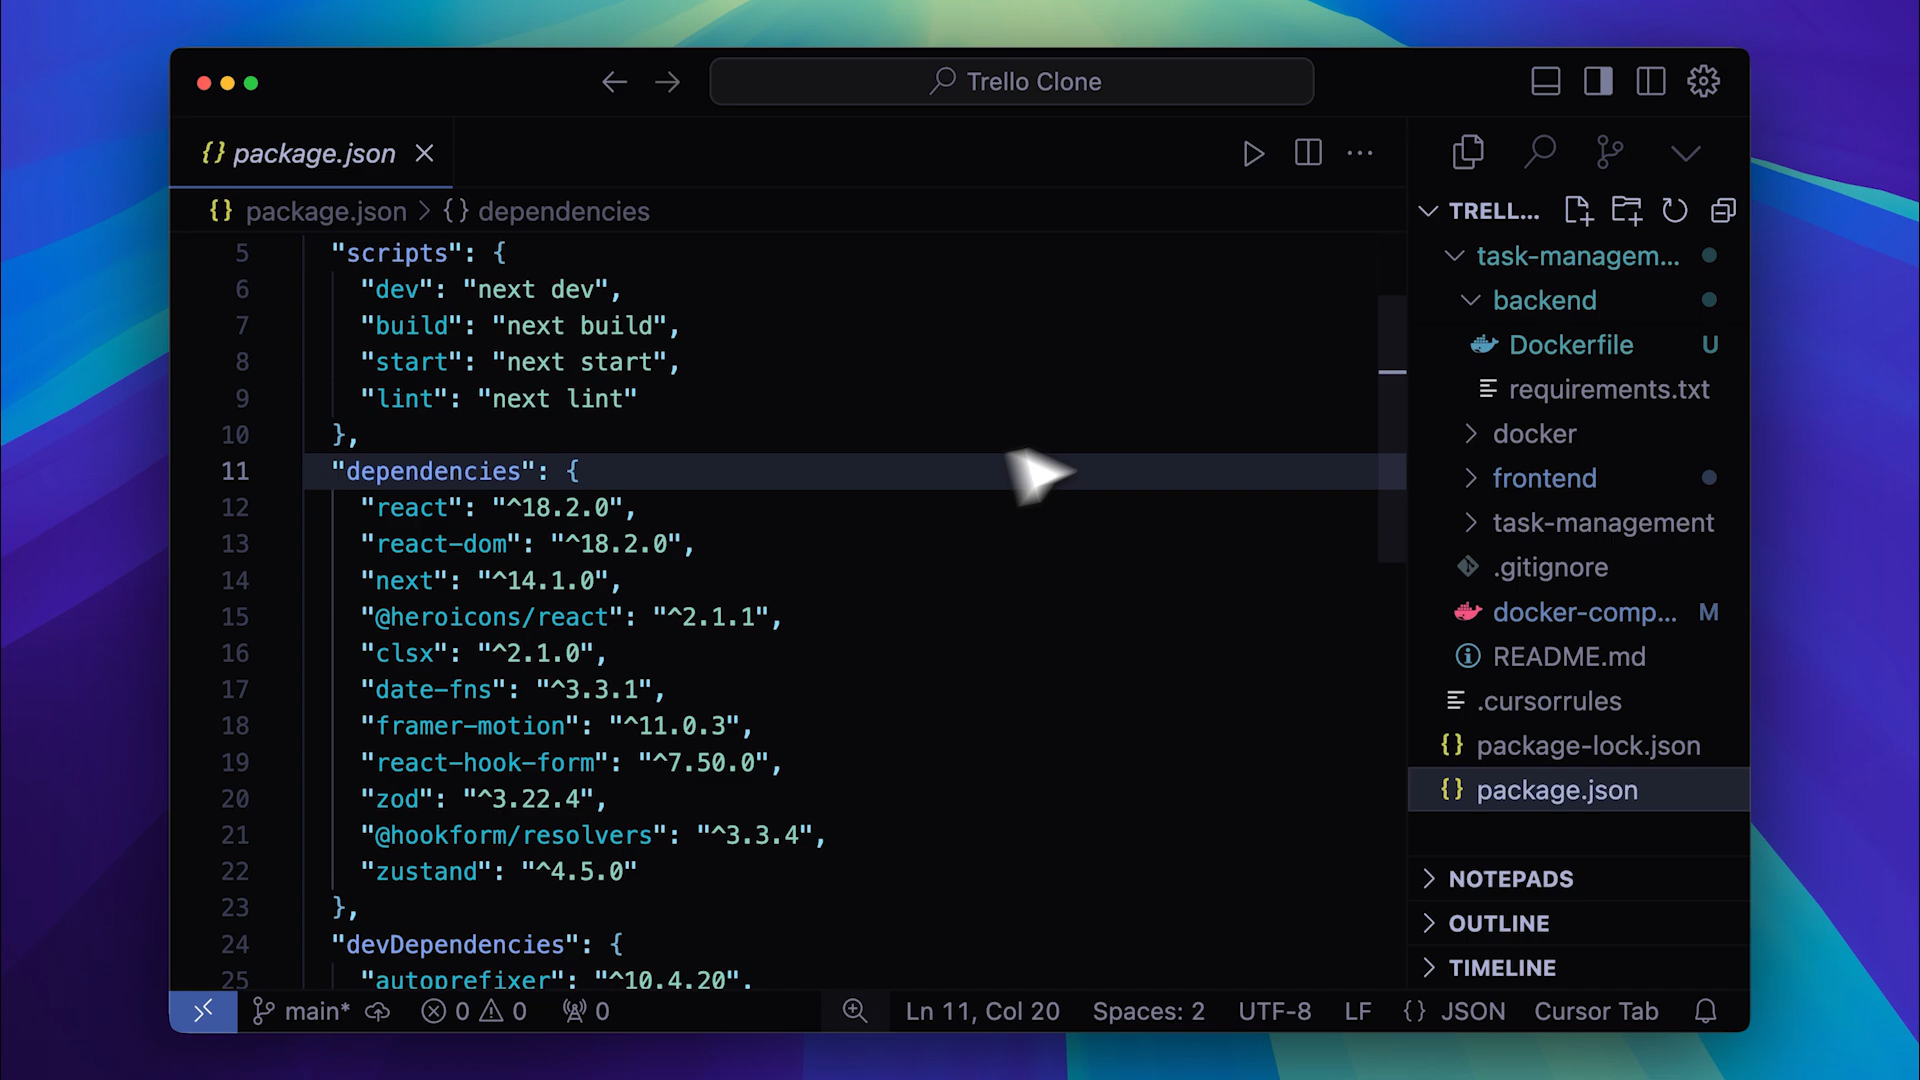 Trello Clone
{} package.json
{} package.json > {} dependencies
5 "scripts": {
6 "dev": "next dev",
7 "build": "next build",
8 "start": "next start",
9 "lint": "next lint"
10 },
11 "dependencies": {
12 "react": "^18.2.0",
13 "react-dom": "^18.2.0",
14 "next": "^14.1.0",
15 "@heroicons/react": "^2.1.1",
16 "clsx": "^2.1.0",
17 "date-fns": "^3.3.1",
18 "framer-motion": "^11.0.3",
19 "react-hook-form": "^7.50.0",
20 "zod": "^3.22.4",
21 "@hookform/resolvers": "^3.3.4",
22 "zustand": "^4.5.0"
23 },
24 "devDependencies": {
25 "autoprefixer": "^10.4.20",
TRELL...
task-managem...
backend
Dockerfile U
requirements.txt
docker
frontend
task-management
.gitignore
docker-comp... M
README.md
.cursorrules
{} package-lock.json
{} package.json
NOTEPADS
OUTLINE
TIMELINE
main* 0 0 0 Ln 11, Col 20 Spaces: 2 UTF-8 LF {} JSON Cursor Tab